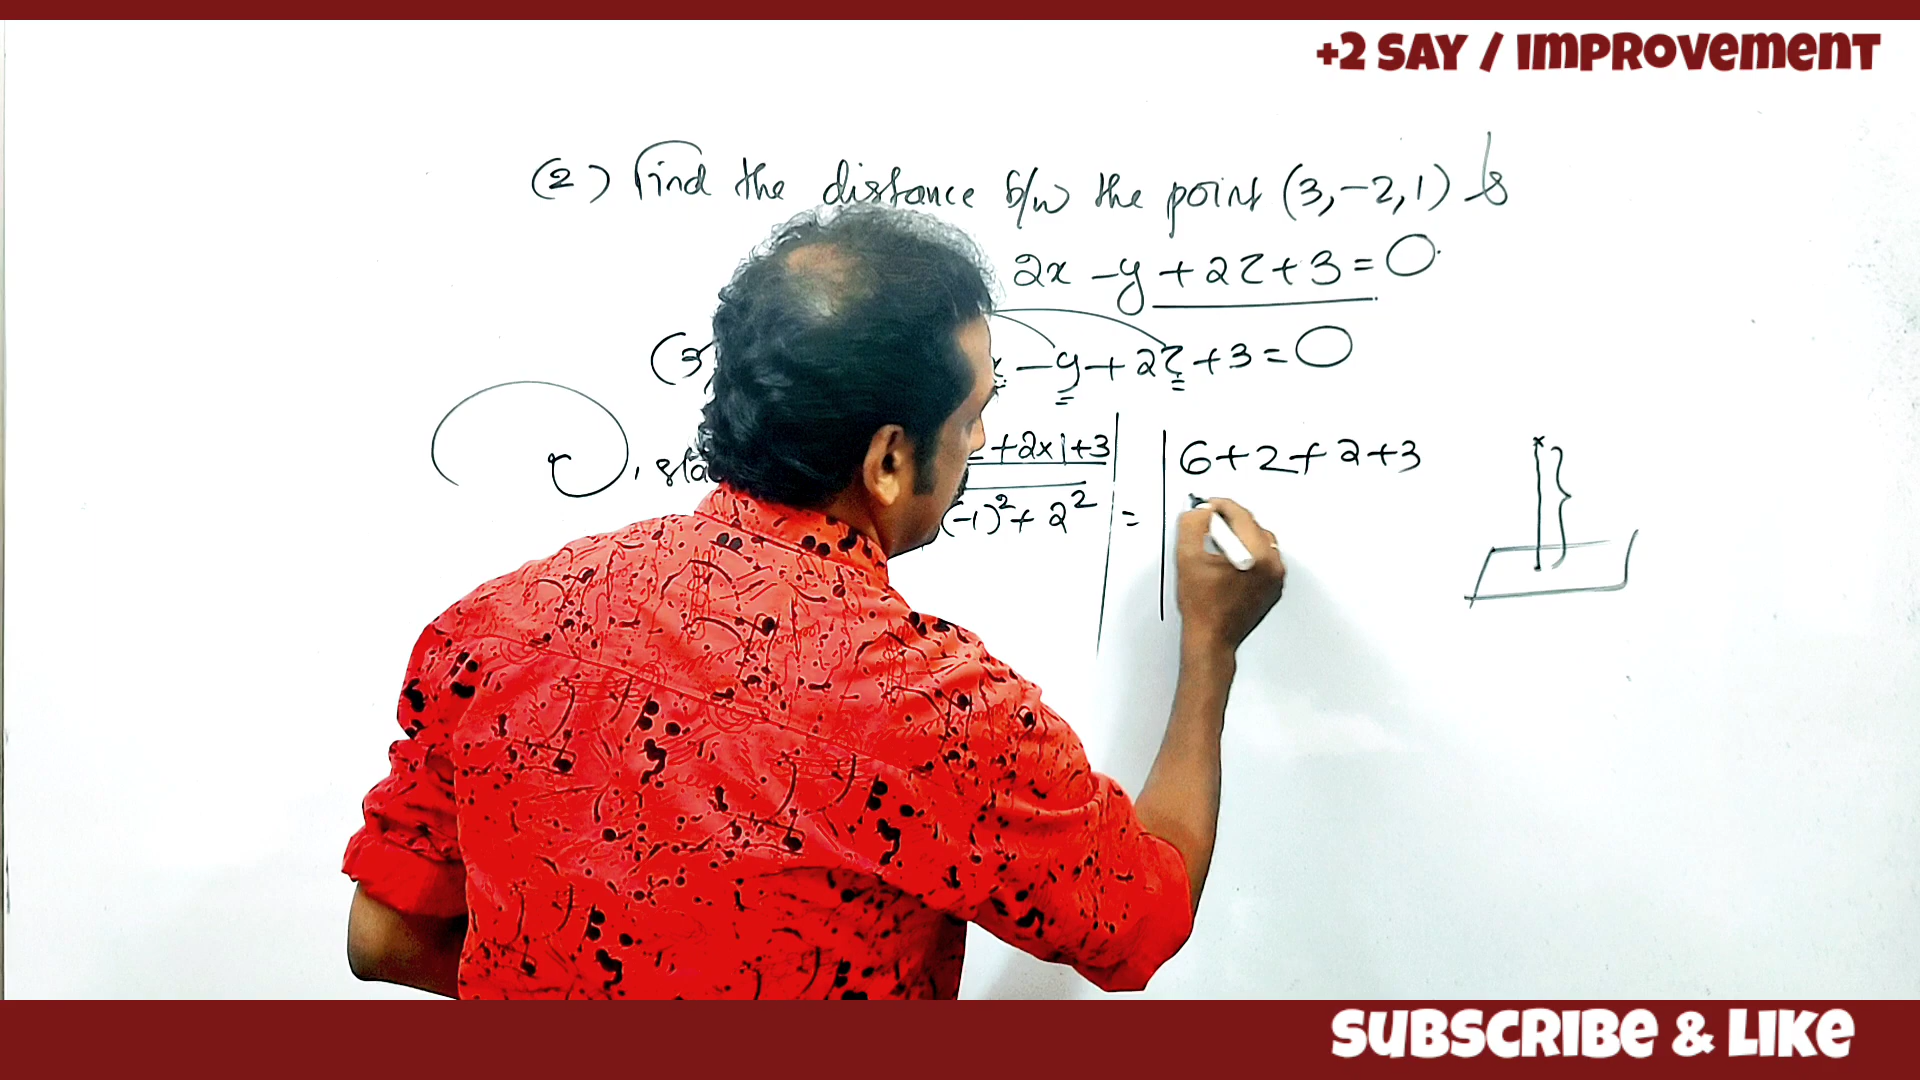 +2 SAY / IMPROVEMENT
(2) Find the distance b/w the point (3,-2,1) &
2x -y +2z+3=0
(3, -y+2z+3=0
+2x1+3 | 6+2+2+3
(-1)²+ 2² =
SUBSCRIBE & LIKE